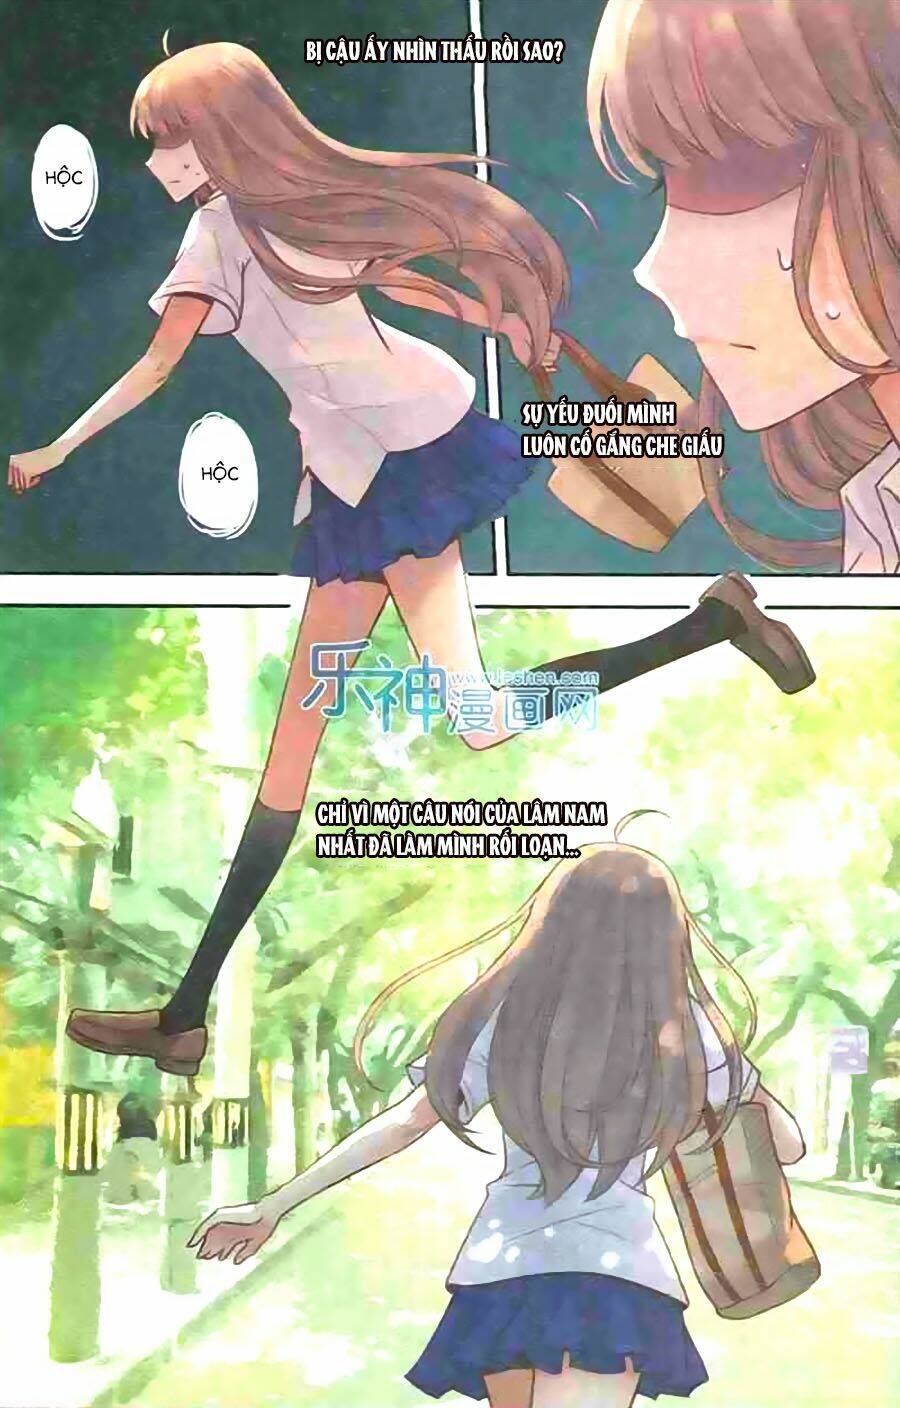 BỊ CẬU ẤY NHÌN THẤU RỒI SAO?
HỘC
HỘC
SỰ YẾU ĐUỐI MÌNH
LUÔN CỐ GẮNG CHE GIẤU
乐神漫画网
www.leshen.com
CHỈ VÌ MỘT CÂU NÓI CỦA LÂM NAM
NHẤT ĐÃ LÀM MÌNH RỐI LOẠN...